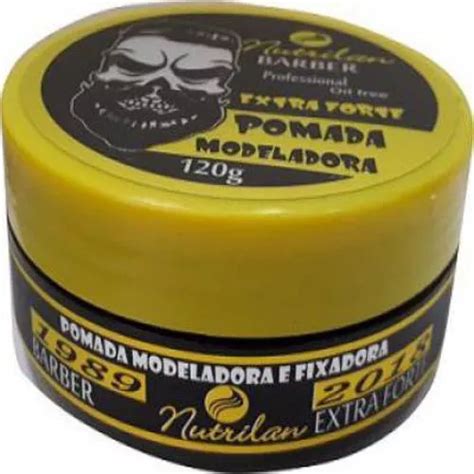 Nutrilan
BARBER
Professional
Oil free
EXTRA FORTE
POMADA
MODELADORA
120g
POMADA MODELADORA E FIXADORA
1989
BARBER
Nutrilan
2018
EXTRA FORTE